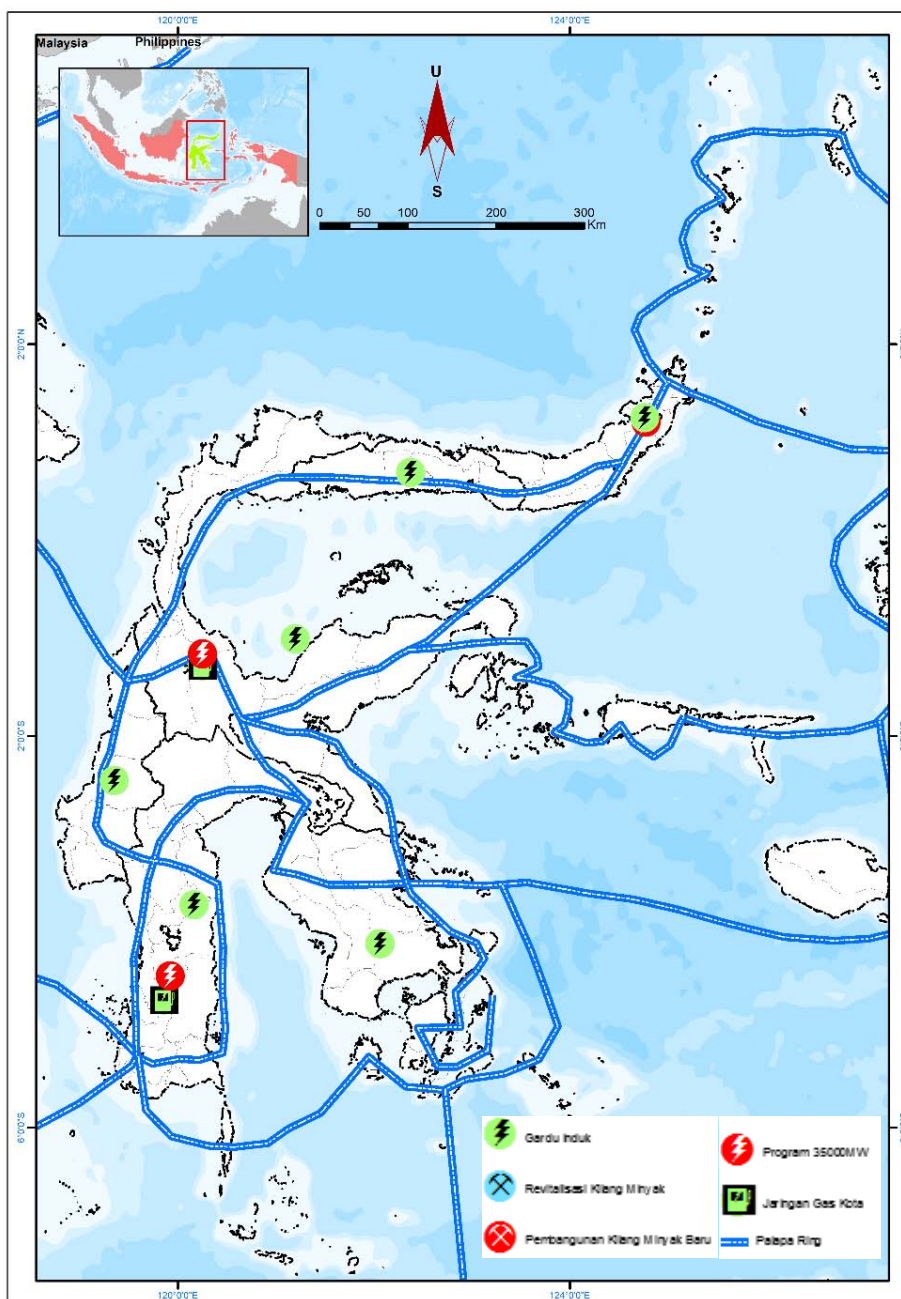 120°0'0"E 124°0'0"E
Malaysia Philippines
U
S
0 50 100 200 300
Km
2°0'0"N
2°0'0"S
6°0'0"S
Gardu Induk
Revitalisasi Kilang Minyak
Pembangunan Kilang Minyak Baru
Program 35000MW
Jaringan Gas Kota
Palapa Ring
120°0'0"E 124°0'0"E